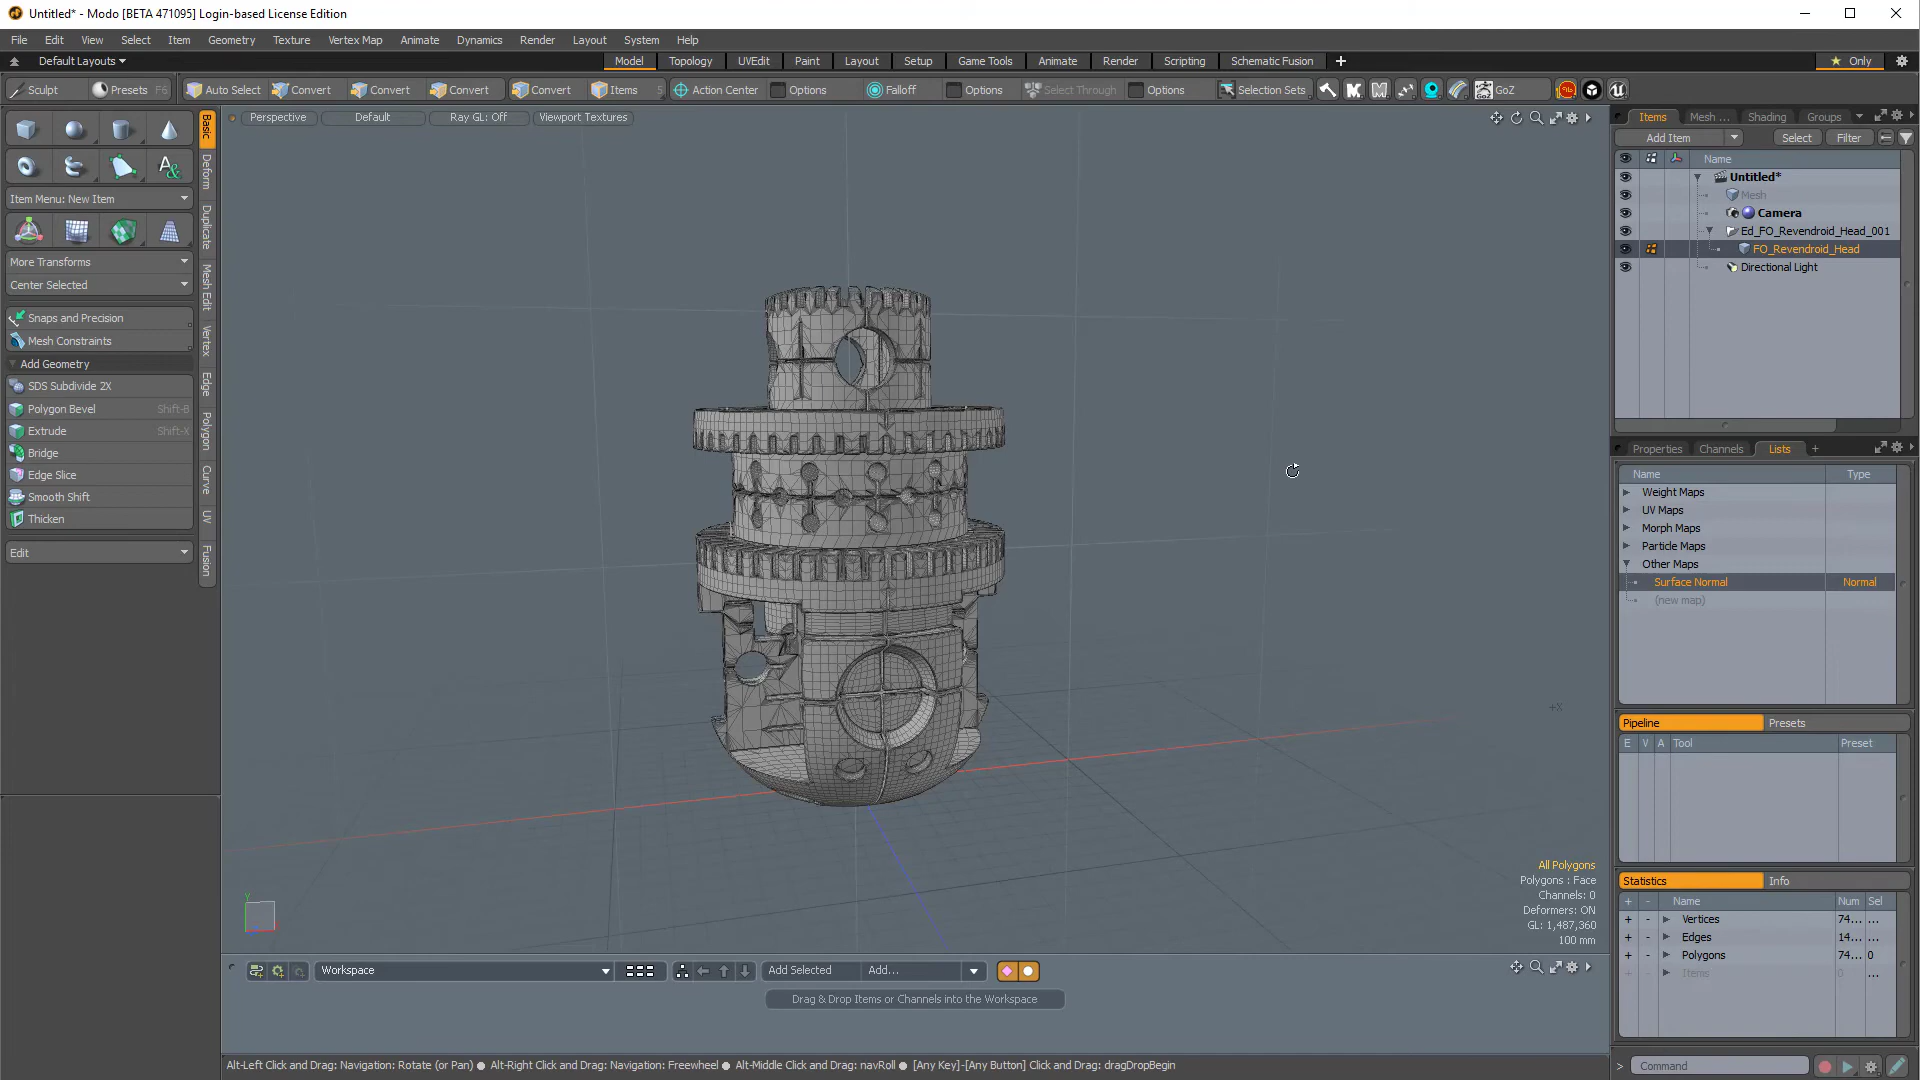 Untitled* - Modo [BETA 471095] Login-based License Edition
File Edit View Select Item Geometry Texture Vertex Map Animate Dynamics Render Layout System Help
Default Layouts Model Topology UVEdit Paint Layout Setup Game Tools Animate Render Scripting Schematic Fusion + Only
Sculpt Presets F6 Auto Select Convert Convert Convert Convert Items 5 Action Center Options Falloff Options Select Through Options Selection Sets GoZ
Perspective Default Ray GL: Off Viewport Textures
Basic
Deform
Duplicate
Mesh Edit
Vertex
Edge
Polygon
Curve
UV
Fusion
Item Menu: New Item
More Transforms
Center Selected
Snaps and Precision
Mesh Constraints
Add Geometry
SDS Subdivide 2X
Polygon Bevel Shift-B
Extrude Shift-X
Bridge
Edge Slice
Smooth Shift
Thicken
Edit
+X
All Polygons
Polygons : Face
Channels: 0
Deformers: ON
GL: 1,487,360
100 mm
Workspace Add Selected Add...
Drag & Drop Items or Channels into the Workspace
Alt-Left Click and Drag: Navigation: Rotate (or Pan) ● Alt-Right Click and Drag: Navigation: Freewheel ● Alt-Middle Click and Drag: navRoll ● [Any Key]-[Any Button] Click and Drag: dragDropBegin
Items Mesh ... Shading Groups
Add Item Select Filter
Name
Untitled*
Mesh
Camera
Ed_FO_Revendroid_Head_001
FO_Revendroid_Head
Directional Light
Properties Channels Lists +
Name Type
Weight Maps
UV Maps
Morph Maps
Particle Maps
Other Maps
Surface Normal Normal
(new map)
Pipeline Presets
E V A Tool Preset
Statistics Info
+ - Name Num Sel
+ - Vertices 74... ...
+ - Edges 14... ...
+ - Polygons 74... 0
+ - Items 0 ...
> Command